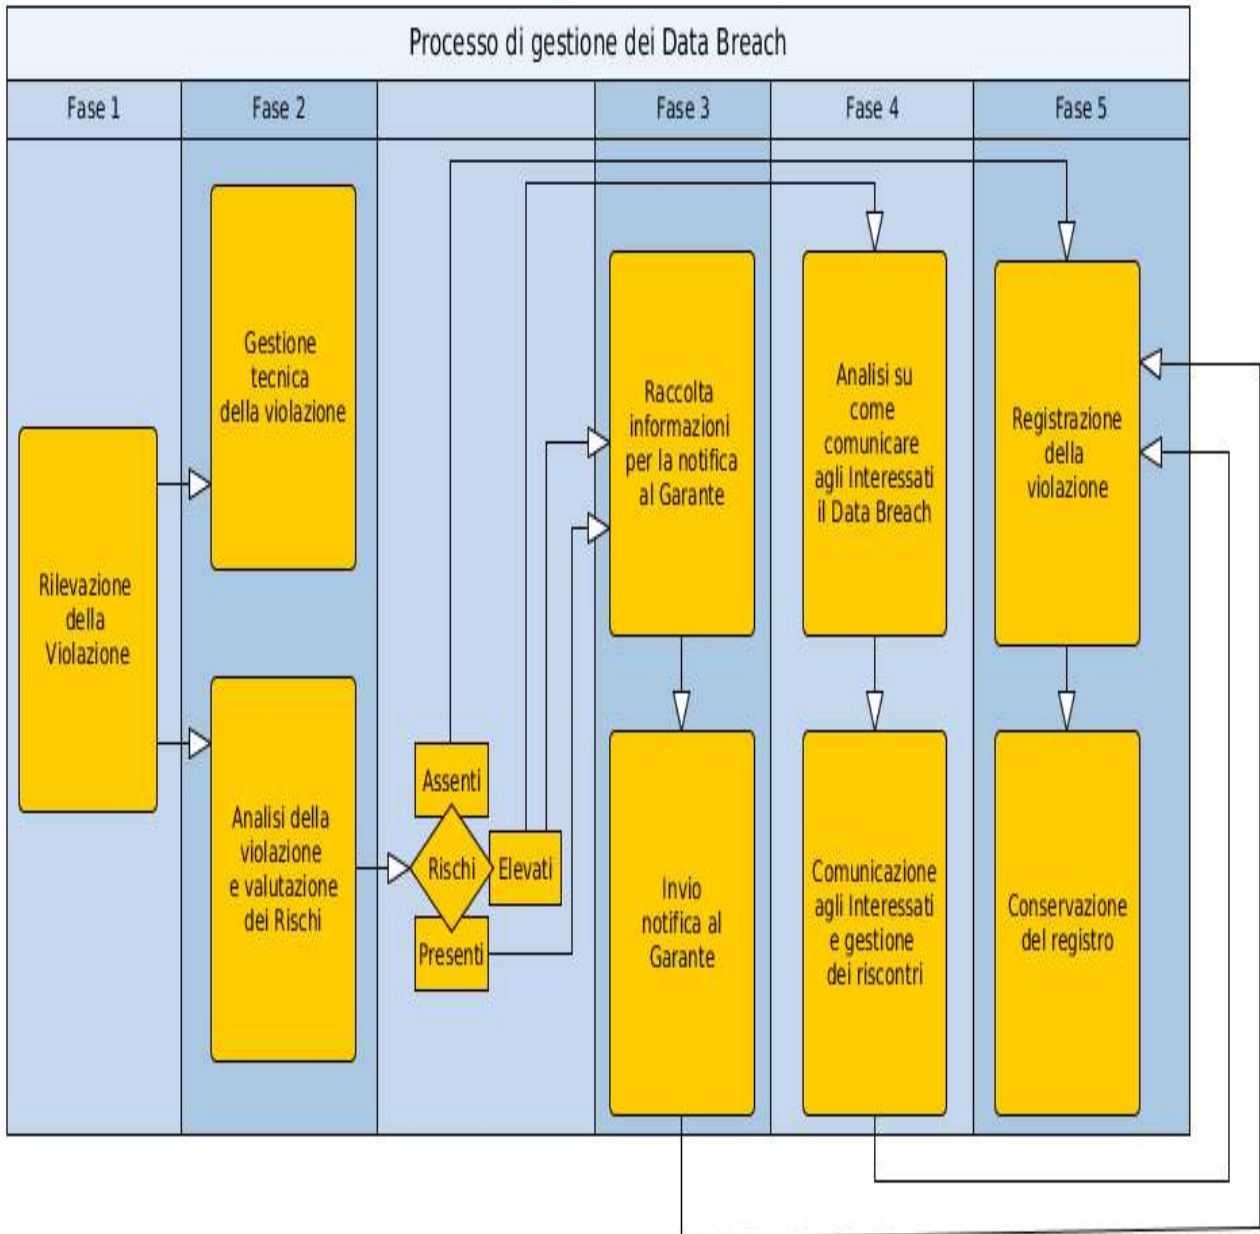 Processo di gestione dei Data Breach
Fase 1
Fase 2
Fase 3
Fase 4
Fase 5
Rilevazione
della
Violazione
Gestione
tecnica
della violazione
Analisi della
violazione
e valutazione
dei Rischi
Assenti
Rischi
Elevati
Presenti
Raccolta
informazioni
per la notifica
al Garante
Invio
notifica al
Garante
Analisi su
come
comunicare
agli Interessati
il Data Breach
Comunicazione
agli Interessati
e gestione
dei riscontri
Registrazione
della
violazione
Conservazione
del registro